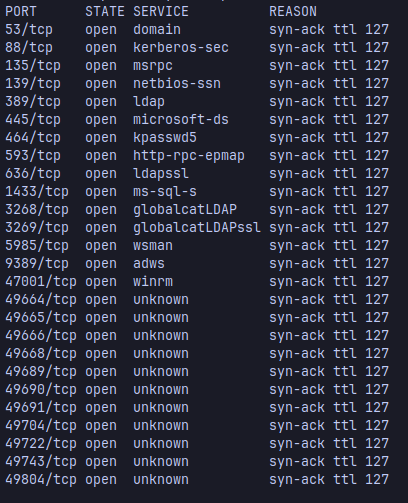 PORT      STATE SERVICE          REASON
53/tcp    open  domain           syn-ack ttl 127
88/tcp    open  kerberos-sec     syn-ack ttl 127
135/tcp   open  msrpc            syn-ack ttl 127
139/tcp   open  netbios-ssn      syn-ack ttl 127
389/tcp   open  ldap             syn-ack ttl 127
445/tcp   open  microsoft-ds     syn-ack ttl 127
464/tcp   open  kpasswd5         syn-ack ttl 127
593/tcp   open  http-rpc-epmap   syn-ack ttl 127
636/tcp   open  ldapssl          syn-ack ttl 127
1433/tcp  open  ms-sql-s         syn-ack ttl 127
3268/tcp  open  globalcatLDAP    syn-ack ttl 127
3269/tcp  open  globalcatLDAPssl syn-ack ttl 127
5985/tcp  open  wsman            syn-ack ttl 127
9389/tcp  open  adws             syn-ack ttl 127
47001/tcp open  winrm            syn-ack ttl 127
49664/tcp open  unknown          syn-ack ttl 127
49665/tcp open  unknown          syn-ack ttl 127
49666/tcp open  unknown          syn-ack ttl 127
49668/tcp open  unknown          syn-ack ttl 127
49689/tcp open  unknown          syn-ack ttl 127
49690/tcp open  unknown          syn-ack ttl 127
49691/tcp open  unknown          syn-ack ttl 127
49704/tcp open  unknown          syn-ack ttl 127
49722/tcp open  unknown          syn-ack ttl 127
49743/tcp open  unknown          syn-ack ttl 127
49804/tcp open  unknown          syn-ack ttl 127